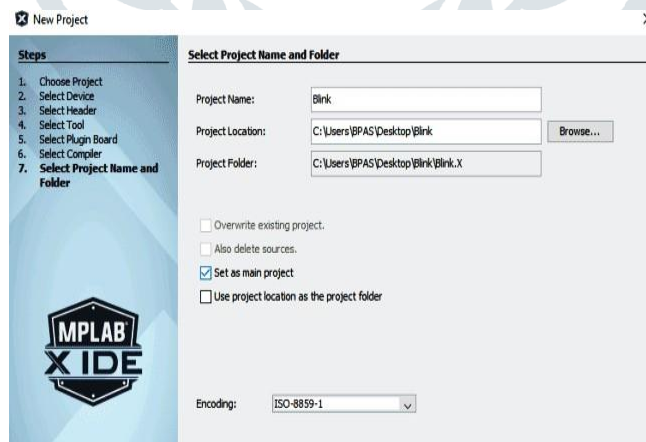 New Project
Steps
1. Choose Project
2. Select Device
3. Select Header
4. Select Tool
5. Select Plugin Board
6. Select Compiler
7. Select Project Name and
Folder
MPLAB
X IDE
Select Project Name and Folder
Project Name: Blink
Project Location: C:\Users\BPAS\Desktop\Blink Browse...
Project Folder: C:\Users\BPAS\Desktop\Blink\Blink.X
Overwrite existing project.
Also delete sources.
Set as main project
Use project location as the project folder
Encoding: ISO-8859-1